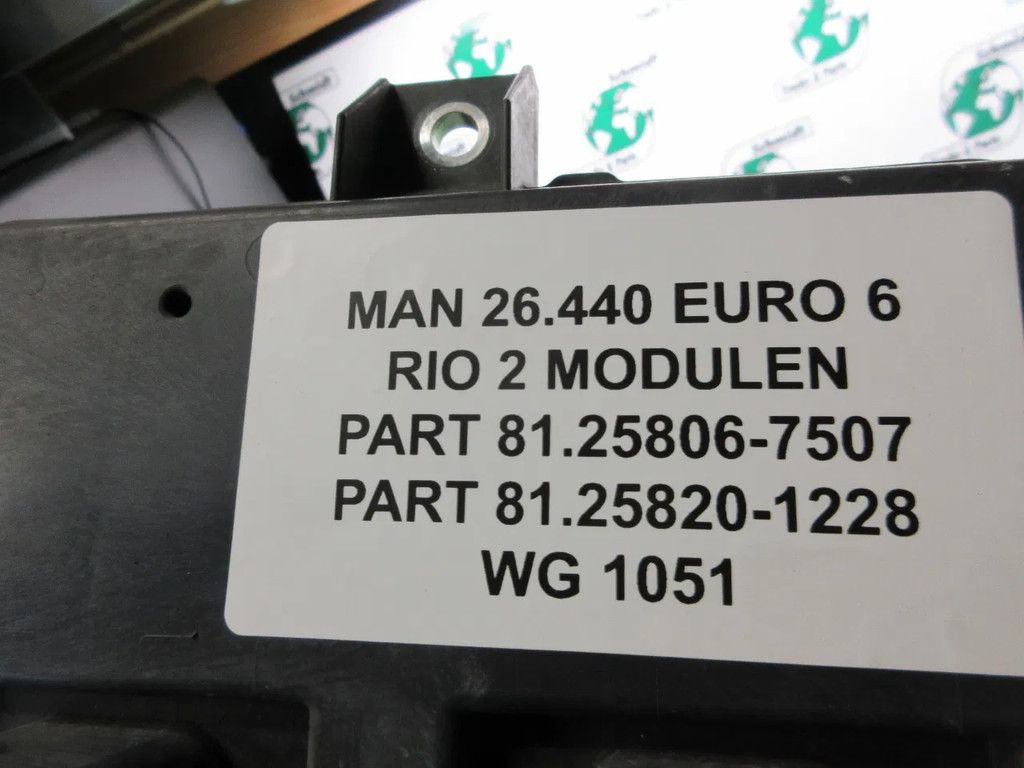 MAN 26.440 EURO 6
RIO 2 MODULEN
PART 81.25806-7507
PART 81.25820-1228
WG 1051